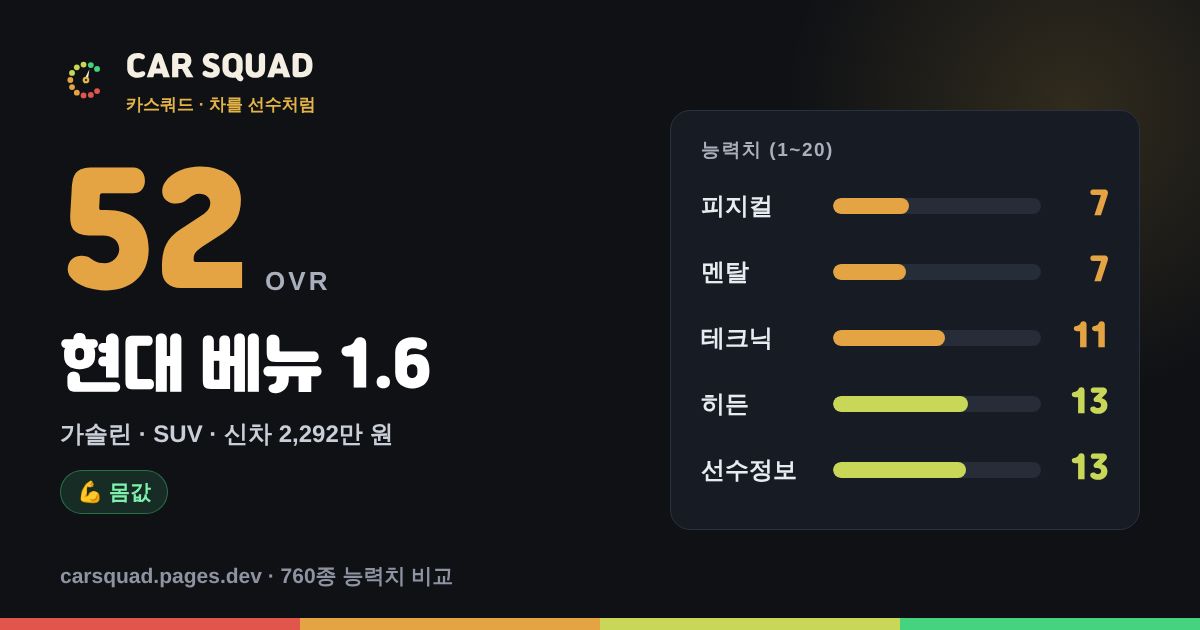 CAR SQUAD
카스쿼드 · 차를 선수처럼
52 OVR
현대 베뉴 1.6
가솔린 · SUV · 신차 2,292만 원
💪 몸값
carsquad.pages.dev · 760종 능력치 비교
능력치 (1~20)
피지컬 7
멘탈 7
테크닉 11
히든 13
선수정보 13